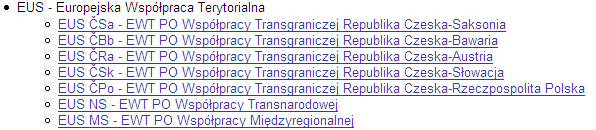 EUS - Europejska Współpraca Terytorialna
EUS ČSa - EWT PO Współpracy Transgranicznej Republika Czeska-Saksonia
EUS ČBb - EWT PO Współpracy Transgranicznej Republika Czeska-Bawaria
EUS ČRa - EWT PO Współpracy Transgranicznej Republika Czeska-Austria
EUS ČSk - EWT PO Współpracy Transgranicznej Republika Czeska-Słowacja
EUS ČPo - EWT PO Współpracy Transgranicznej Republika Czeska-Rzeczpospolita Polska
EUS NS - EWT PO Współpracy Transnarodowej
EUS MS - EWT PO Współpracy Międzyregionalnej